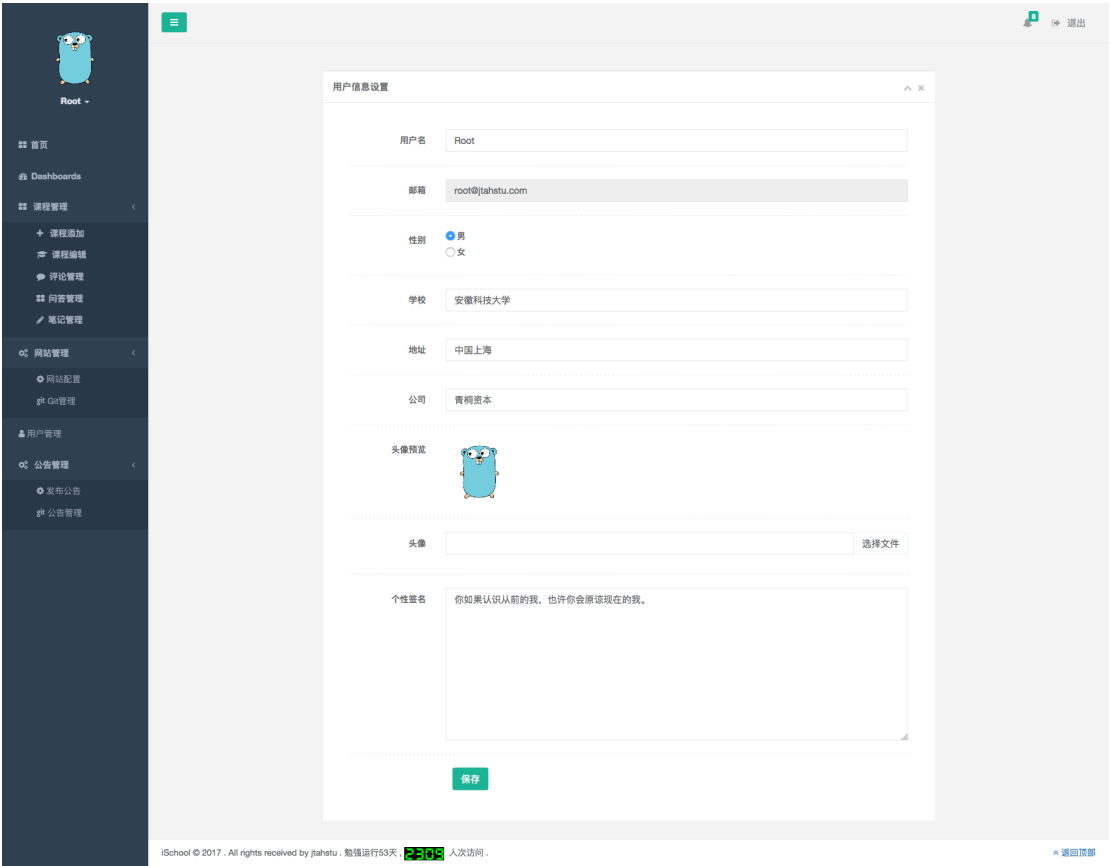 8
退出
Root
首页
Dashboards
课程管理
课程添加
课程编辑
评论管理
问答管理
笔记管理
网站管理
网站配置
git Git管理
用户管理
公告管理
发布公告
git 公告管理
用户信息设置
用户名 Root
邮箱 root@jtahstu.com
性别 男
女
学校 安徽科技大学
地址 中国上海
公司 青桐资本
头像预览
头像 选择文件
个性签名 你如果认识从前的我，也许你会原谅现在的我。
保存
iSchool © 2017 . All rights received by jtahstu . 勉强运行53天 , 2309 人次访问 .
返回顶部